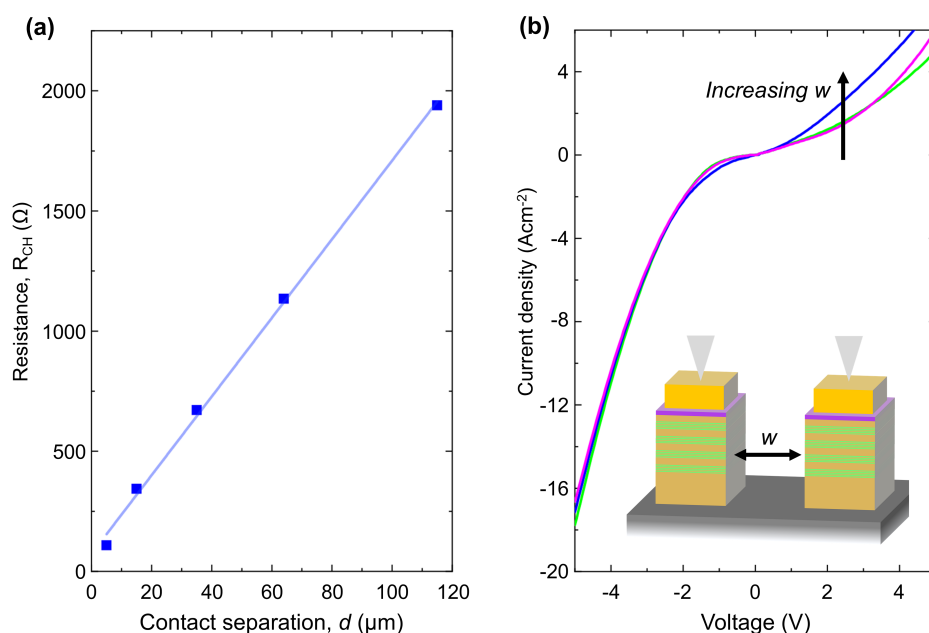 (a)
2000
1500
1000
500
0
0 20 40 60 80 100 120
Resistance, R_CH (Ω)
Contact separation, d (µm)
(b)
4
0
-4
-8
-12
-16
-20
-4 -2 0 2 4
Current density (Acm⁻²)
Voltage (V)
Increasing w
w